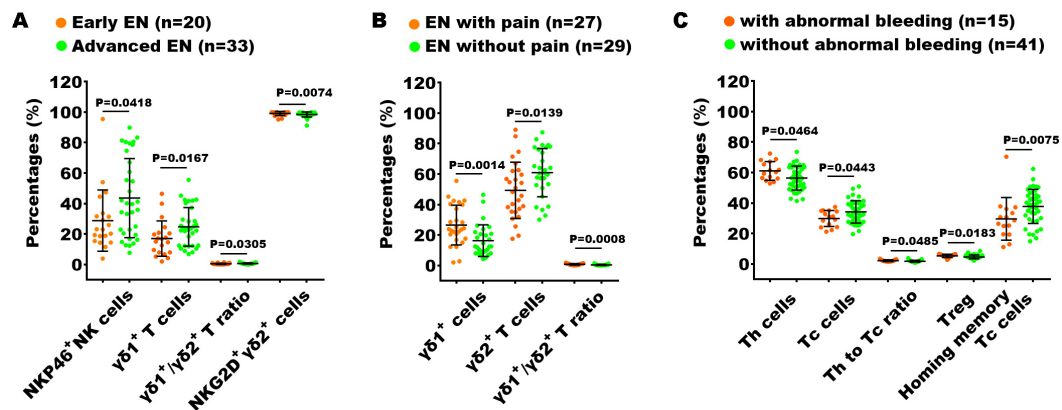 A
Early EN (n=20)
Advanced EN (n=33)
Percentages (%)
120
100
80
60
40
20
0
P=0.0418
P=0.0167
P=0.0305
P=0.0074
NKP46⁺NK cells
γδ1⁺ T cells
γδ1⁺/γδ2⁺ T ratio
NKG2D⁺γδ2⁺ cells
B
EN with pain (n=27)
EN without pain (n=29)
Percentages (%)
120
100
80
60
40
20
0
P=0.0014
P=0.0139
P=0.0008
γδ1⁺ cells
γδ2⁺ T cells
γδ1⁺/γδ2⁺ T ratio
C
with abnormal bleeding (n=15)
without abnormal bleeding (n=41)
Percentages (%)
120
100
80
60
40
20
0
P=0.0464
P=0.0443
P=0.0485
P=0.0183
P=0.0075
Th cells
Tc cells
Th to Tc ratio
Treg
Homing memory
Tc cells